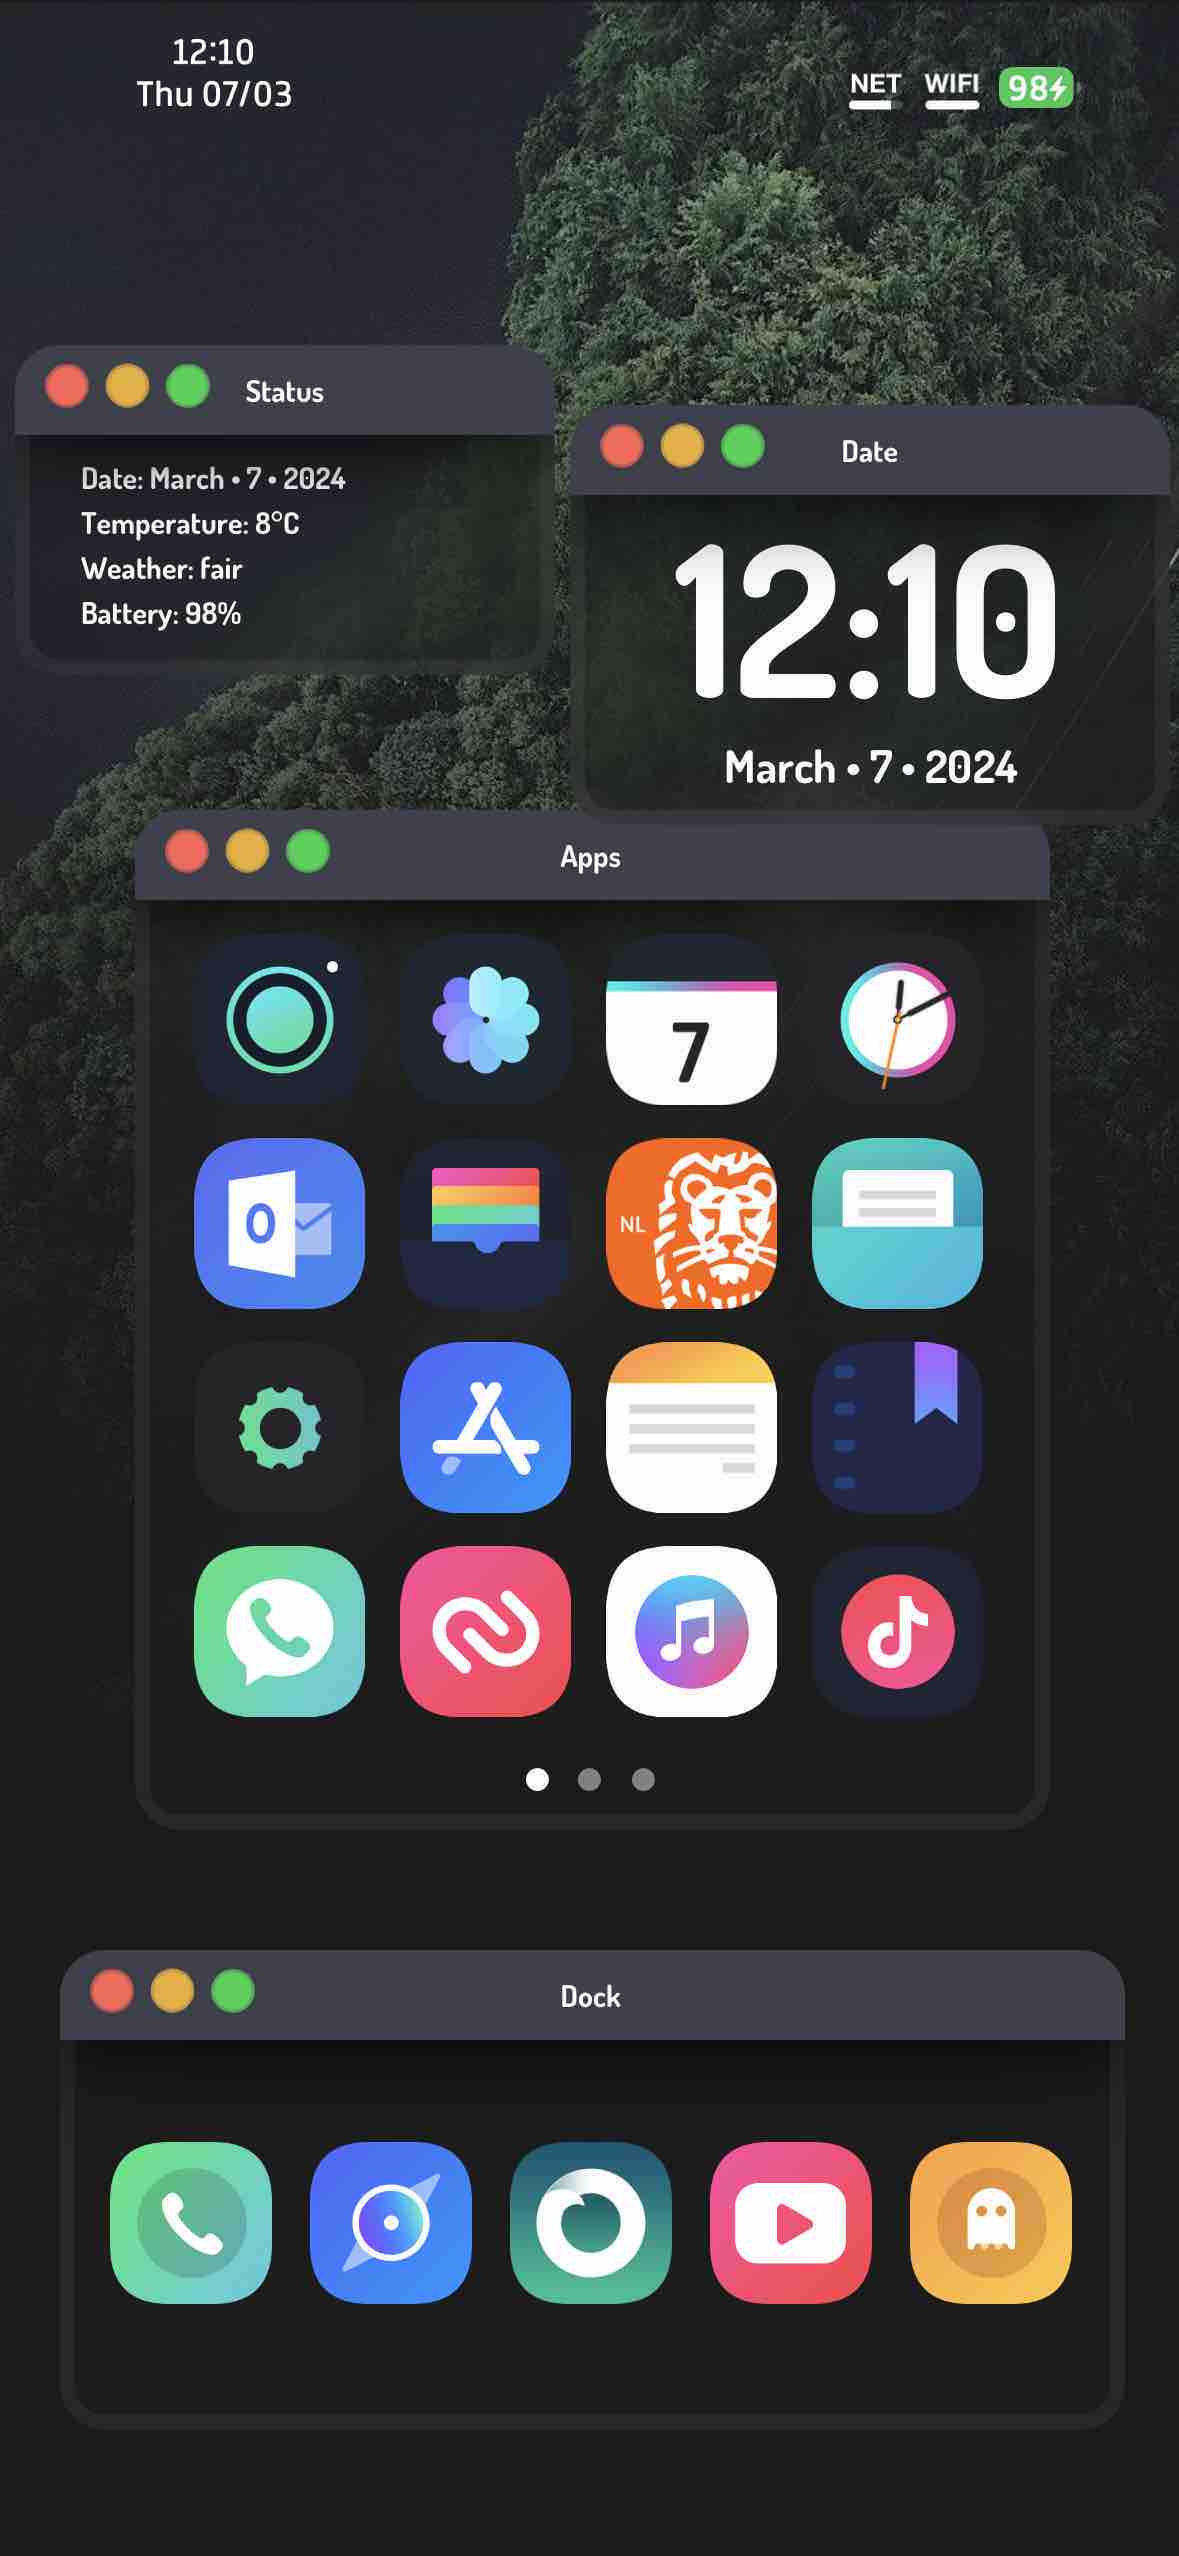 12:10
Thu 07/03
NET WIFI 98
Status
Date: March • 7 • 2024
Temperature: 8°C
Weather: fair
Battery: 98%
Date
12:10
March • 7 • 2024
Apps
7
O
NL
Dock